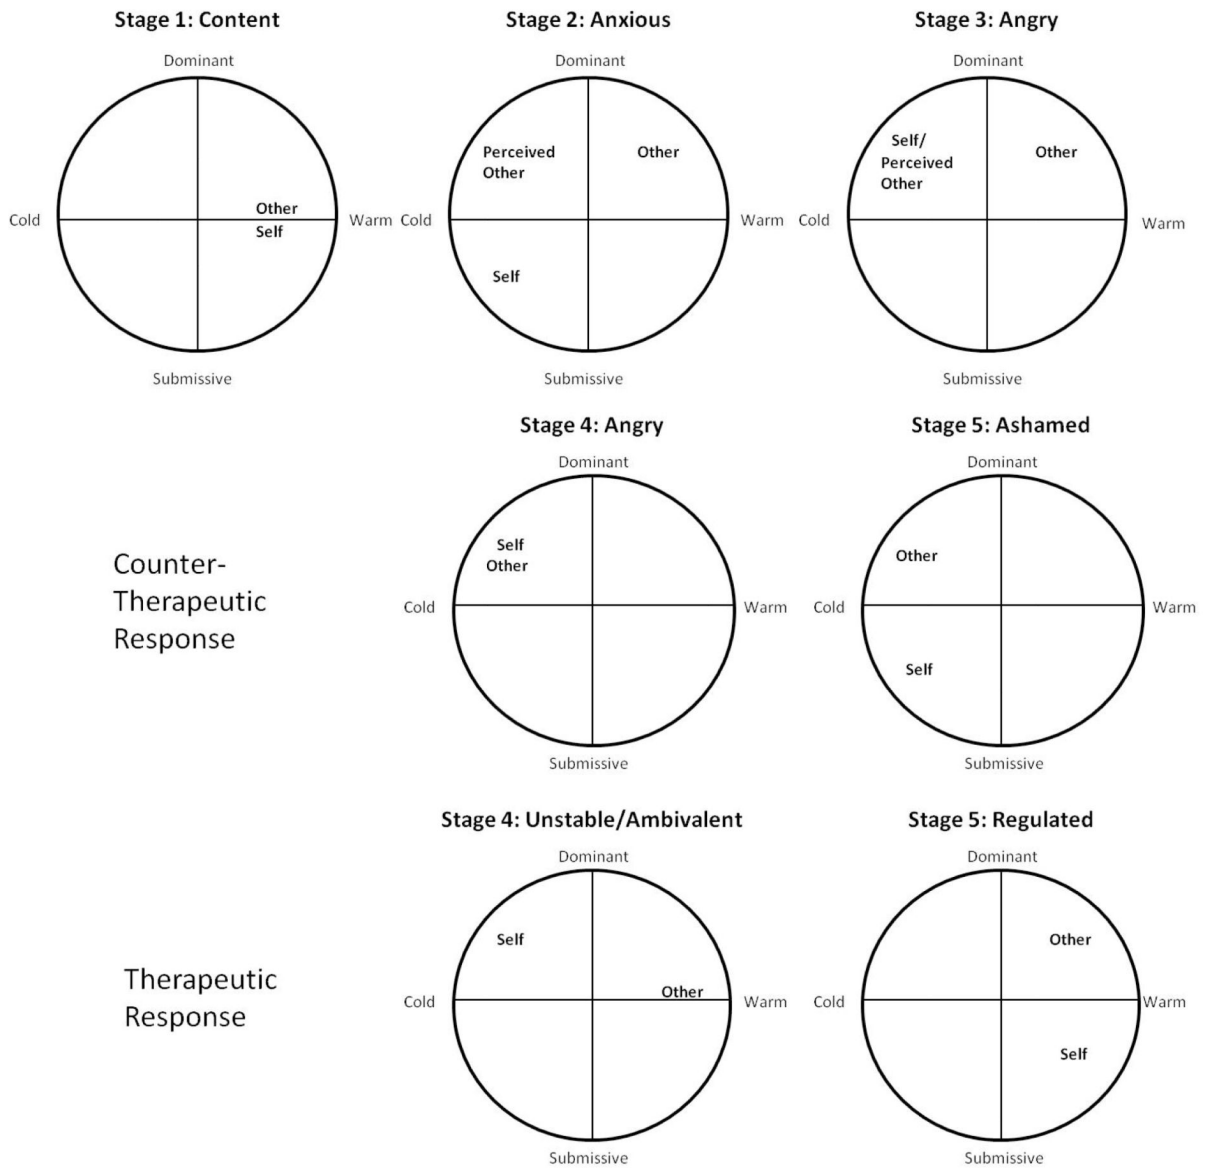 Stage 1: Content
Stage 2: Anxious
Stage 3: Angry
Dominant
Dominant
Dominant
Perceived
Other
Other
Self/
Perceived
Other
Other
Other
Self
Cold
Warm
Cold
Warm
Cold
Warm
Self
Submissive
Submissive
Submissive
Stage 4: Angry
Stage 5: Ashamed
Dominant
Dominant
Counter-
Therapeutic
Response
Self
Other
Other
Cold
Warm
Cold
Warm
Self
Submissive
Submissive
Stage 4: Unstable/Ambivalent
Stage 5: Regulated
Dominant
Dominant
Therapeutic
Response
Self
Other
Other
Cold
Warm
Cold
Warm
Self
Submissive
Submissive